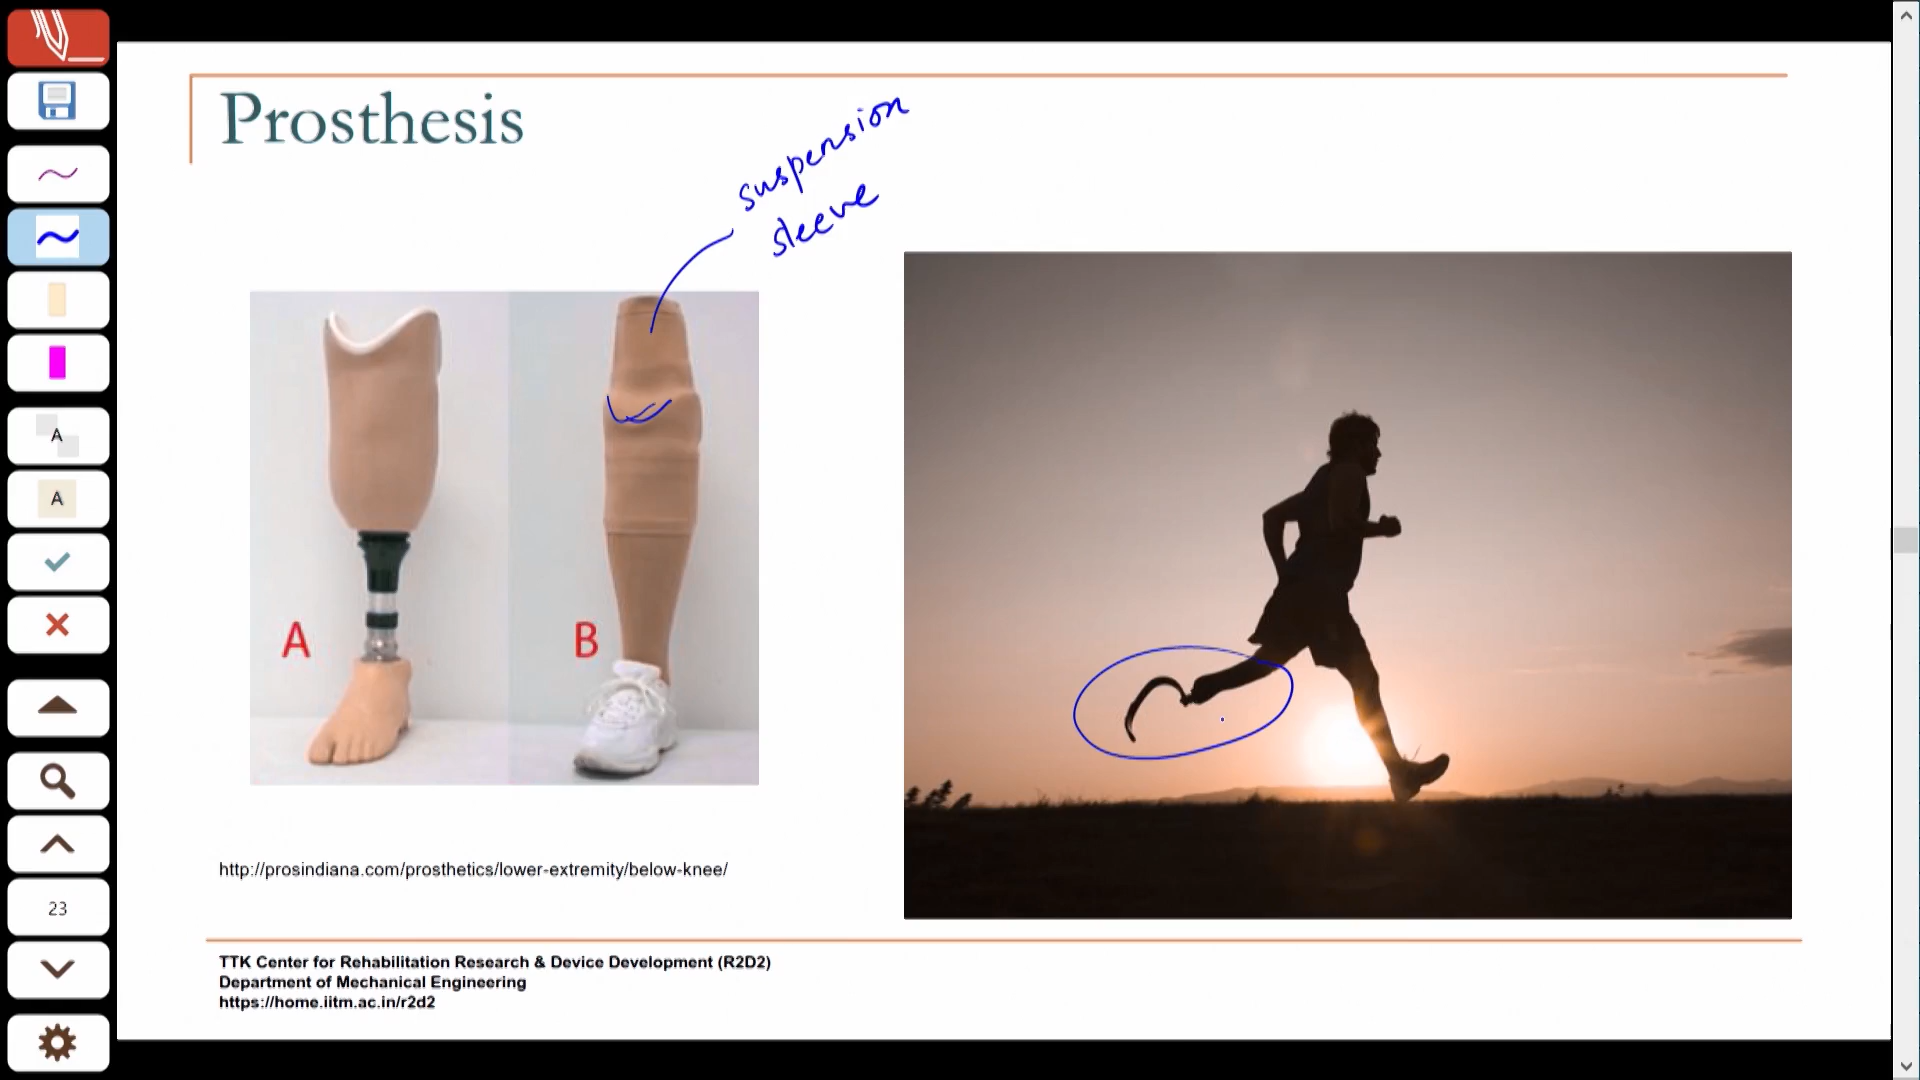 Prosthesis
suspension
sleeve
A
B
http://prosindiana.com/prosthetics/lower-extremity/below-knee/
TTK Center for Rehabilitation Research & Device Development (R2D2)
Department of Mechanical Engineering
https://home.iitm.ac.in/r2d2
A
A
23